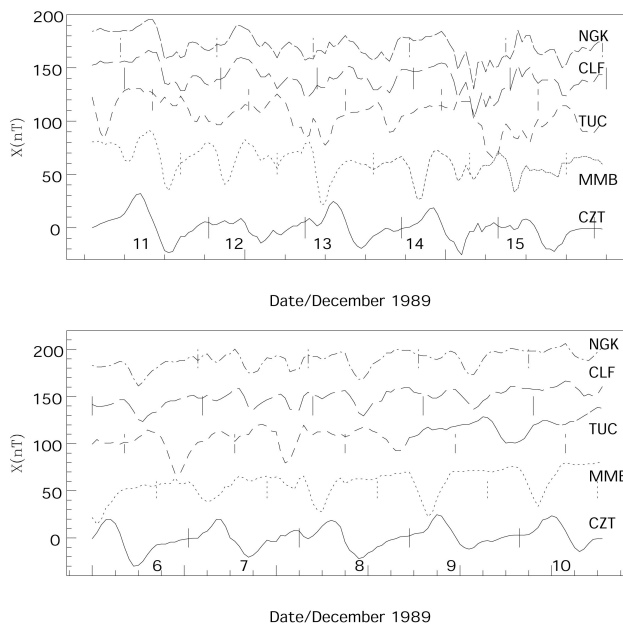 200
150
100
50
0
X(nT)
NGK
CLF
TUC
MMB
CZT
11 12 13 14 15
Date/December 1989
200
150
100
50
0
X(nT)
NGK
CLF
TUC
MMB
CZT
6 7 8 9 10
Date/December 1989